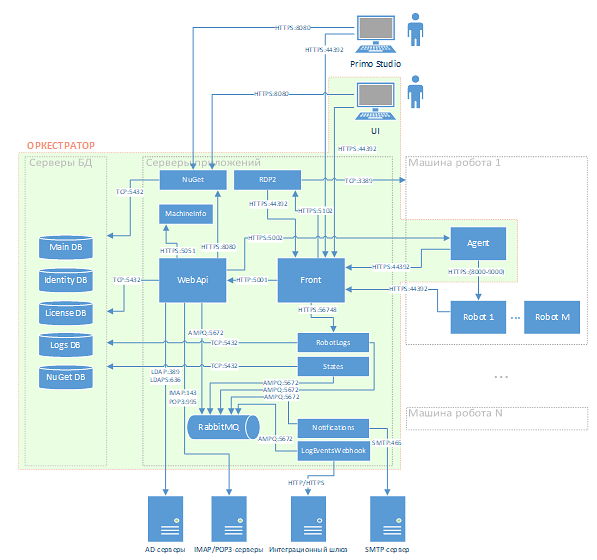 HTTPS:8080
HTTPS:44392
Primo Studio
HTTPS:8080
UI
HTTPS:44392
ОРКЕСТРАТОР
Серверы БД
Серверы приложений
Машина робота 1
NuGet
RDP2
TCP:3389
TCP:5432
HTTPS:44392
HTTPS:5102
MachineInfo
HTTPS:5051
HTTPS:8080
HTTPS:5002
Main DB
Agent
TCP:5432
WebApi
HTTP:5001
Front
HTTPS:44392
HTTPS:(8000-9000)
Identity DB
HTTPS:44392
License DB
HTTPS:56748
Robot 1
...
Robot M
AMPQ:5672
Logs DB
TCP:5432
RobotLogs
NuGet DB
TCP:5432
States
...
LDAP:389
LDAPS:636
AMPQ:5672
AMPQ:5672
AMPQ:5672
IMAP:143
POP3:995
Машина робота N
RabbitMQ
Notifications
AMPQ:5672
SMTP:465
LogEventsWebhook
HTTP/HTTPS
AD серверы
IMAP/POP3 серверы
Интеграционный шлюз
SMTP сервер